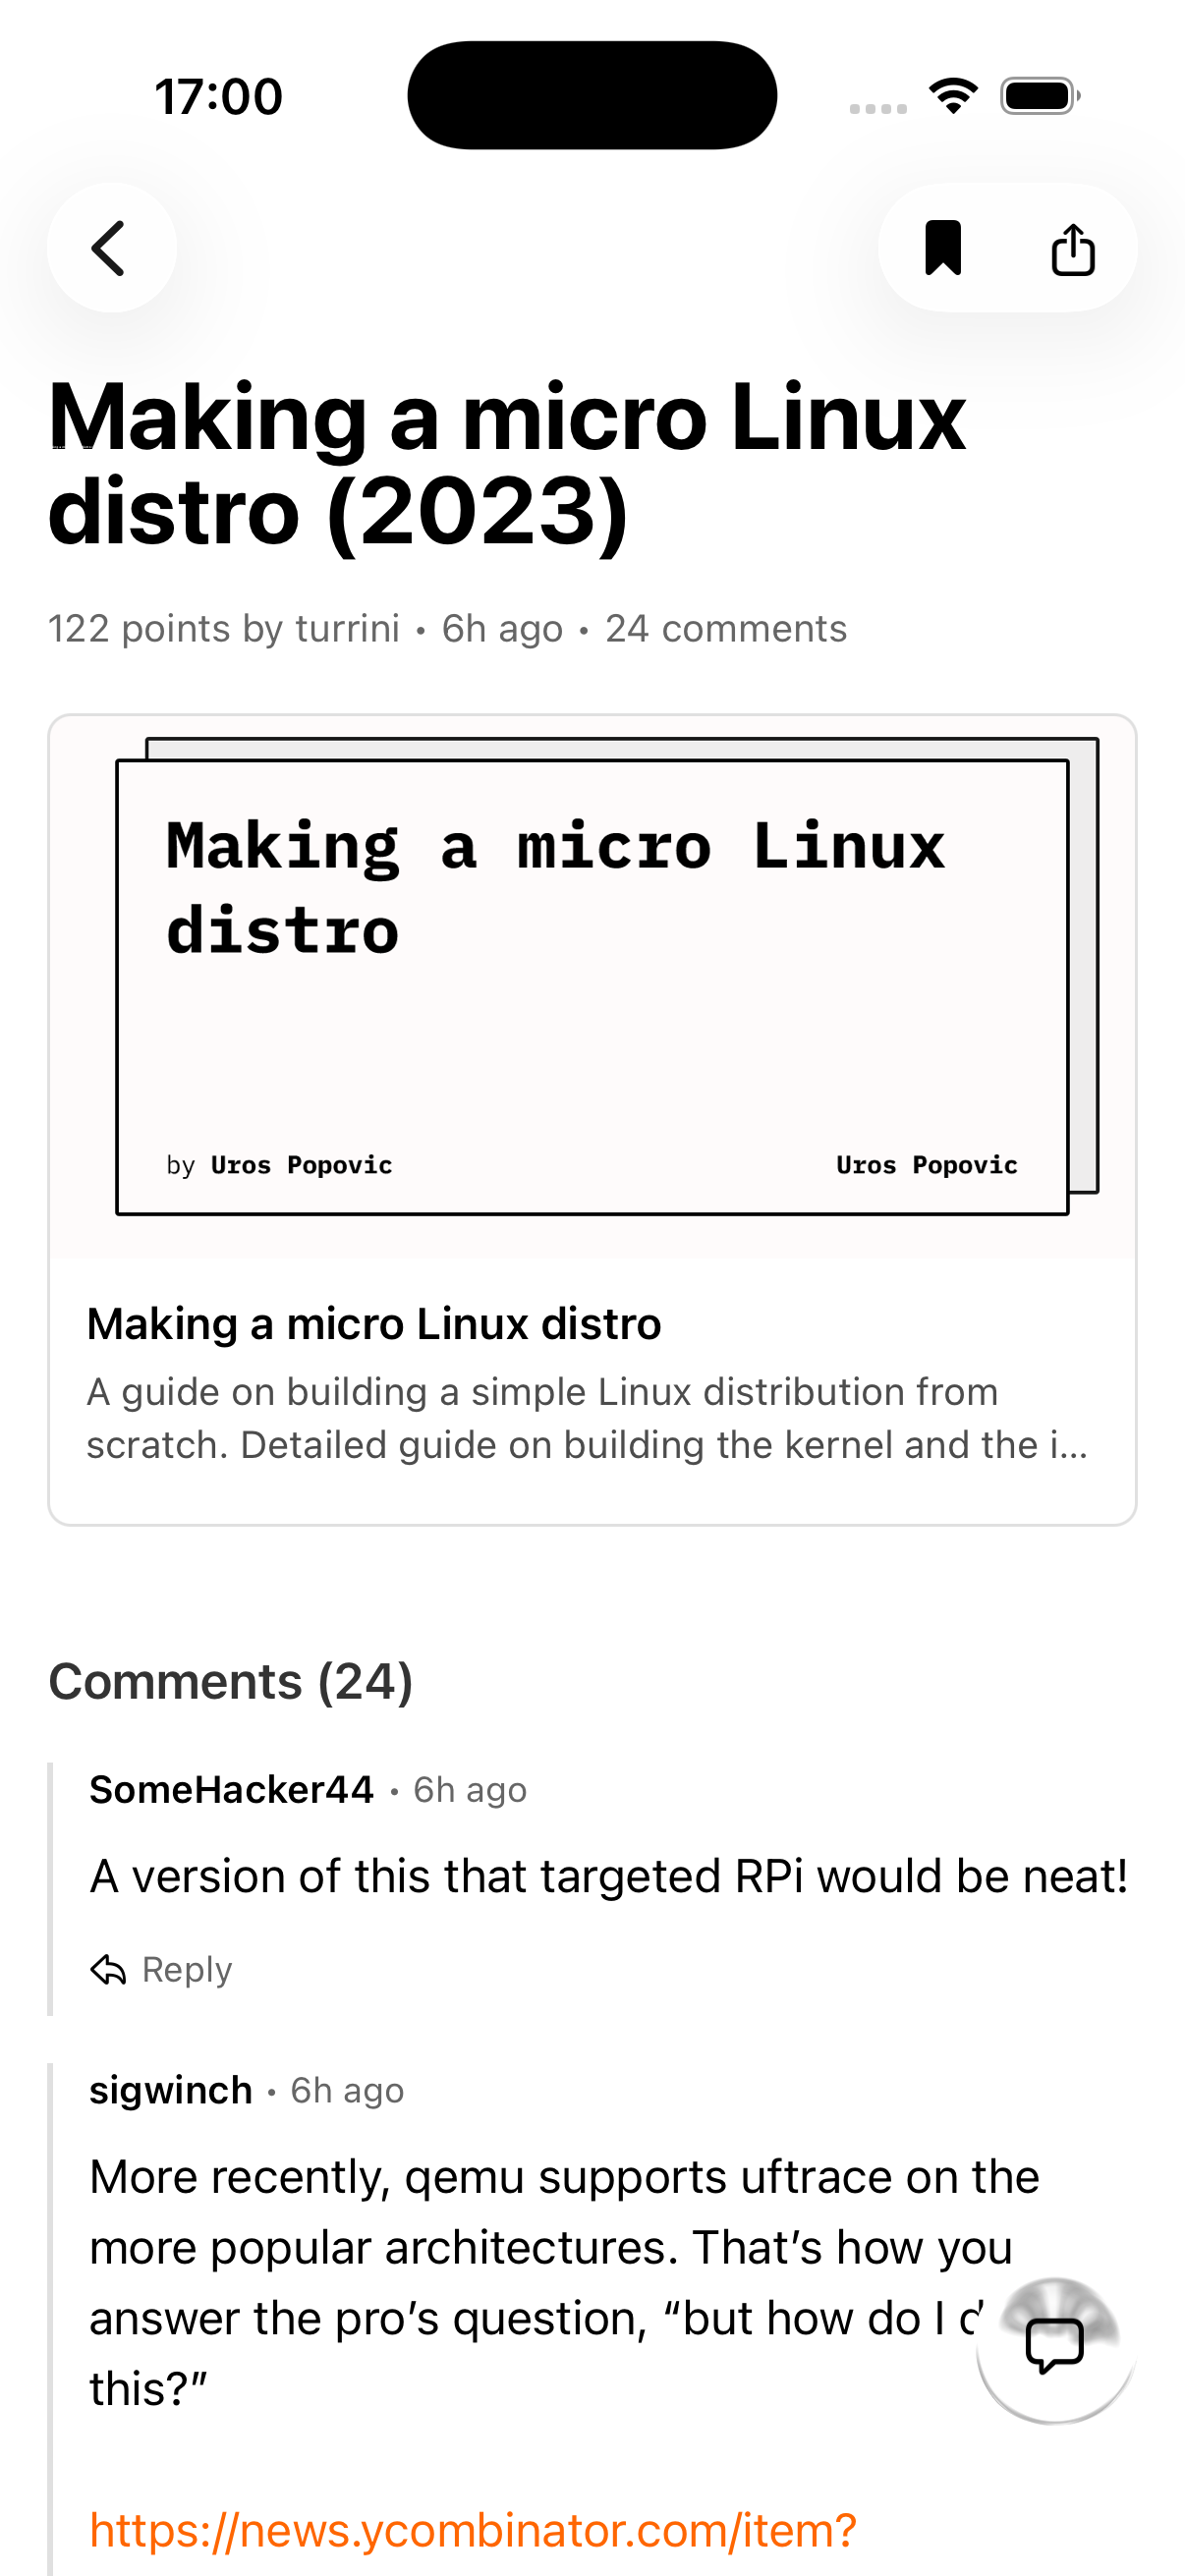 17:00
Making a micro Linux
distro (2023)
122 points by turrini • 6h ago • 24 comments
Making a micro Linux
distro
by Uros Popovic
Uros Popovic
Making a micro Linux distro
A guide on building a simple Linux distribution from
scratch. Detailed guide on building the kernel and the i...
Comments (24)
SomeHacker44 • 6h ago
A version of this that targeted RPi would be neat!
Reply
sigwinch • 6h ago
More recently, qemu supports uftrace on the
more popular architectures. That’s how you
answer the pro’s question, “but how do I
this?”
https://news.ycombinator.com/item?